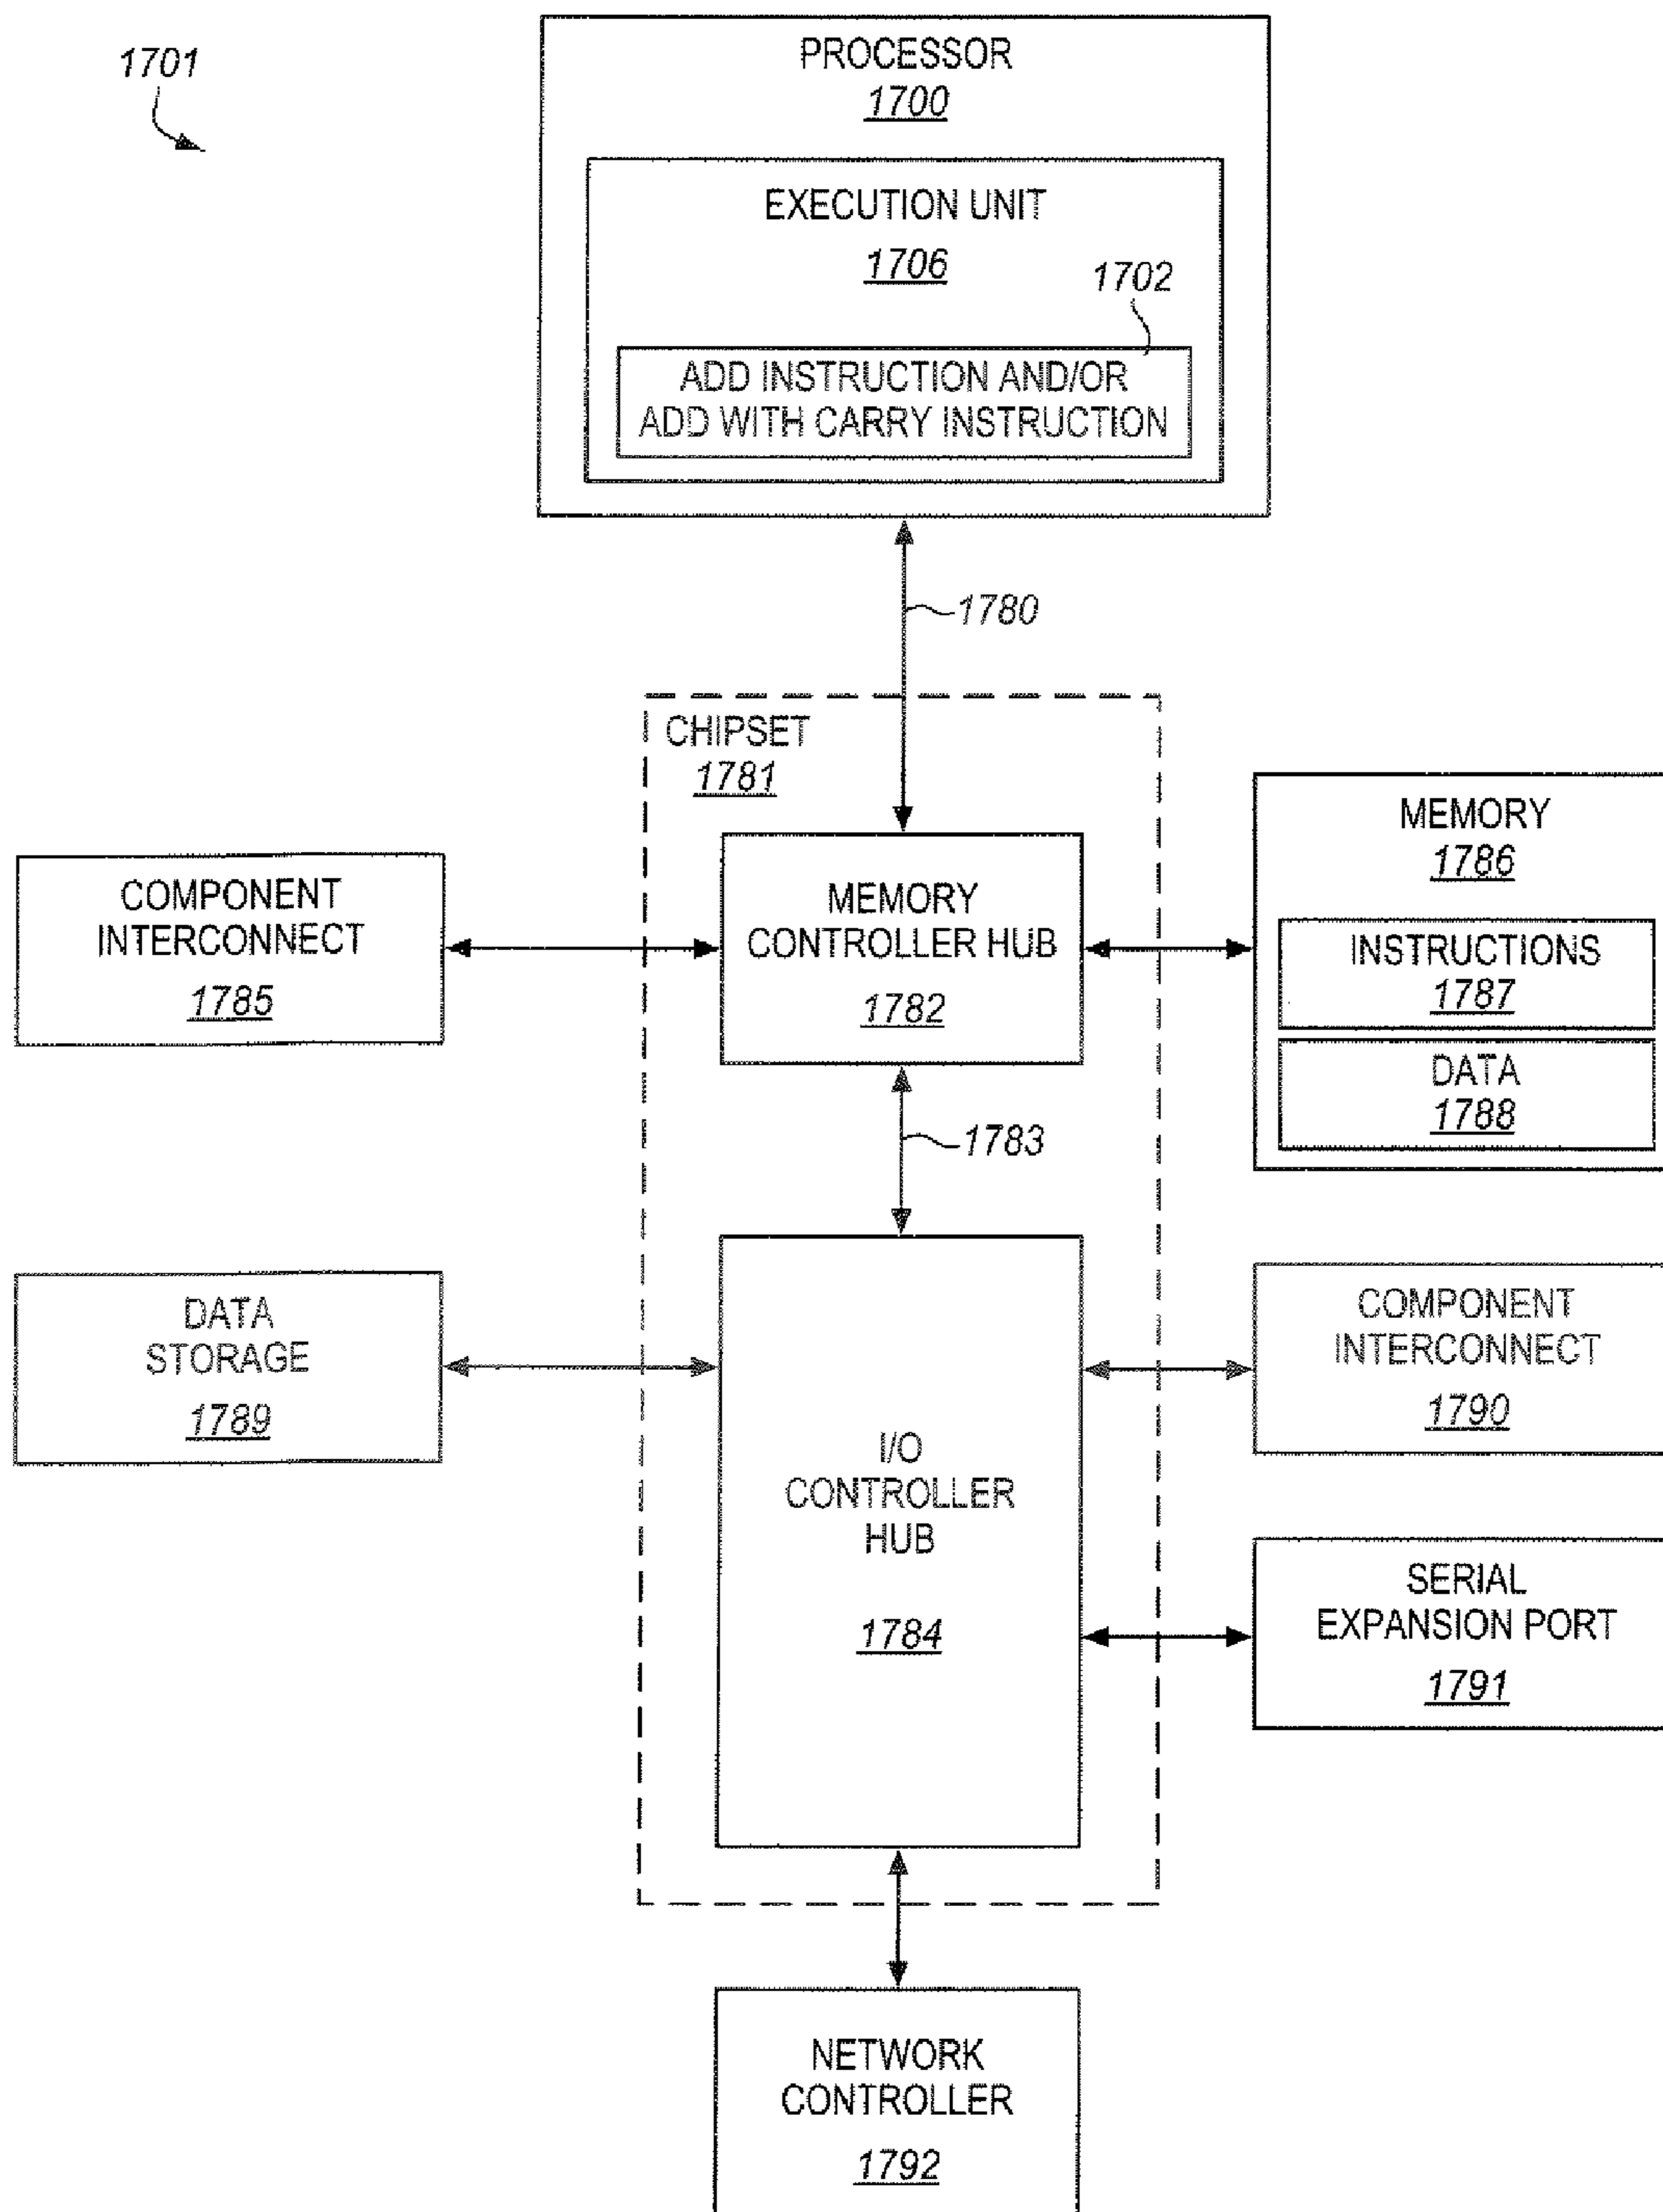 1701
PROCESSOR
1700
EXECUTION UNIT
1706
1702
ADD INSTRUCTION AND/OR
ADD WITH CARRY INSTRUCTION
1780
CHIPSET
1781
COMPONENT
INTERCONNECT
1785
MEMORY
CONTROLLER HUB
1782
MEMORY
1786
INSTRUCTIONS
1787
DATA
1788
1783
DATA
STORAGE
1789
I/O
CONTROLLER
HUB
1784
COMPONENT
INTERCONNECT
1790
SERIAL
EXPANSION PORT
1791
NETWORK
CONTROLLER
1792